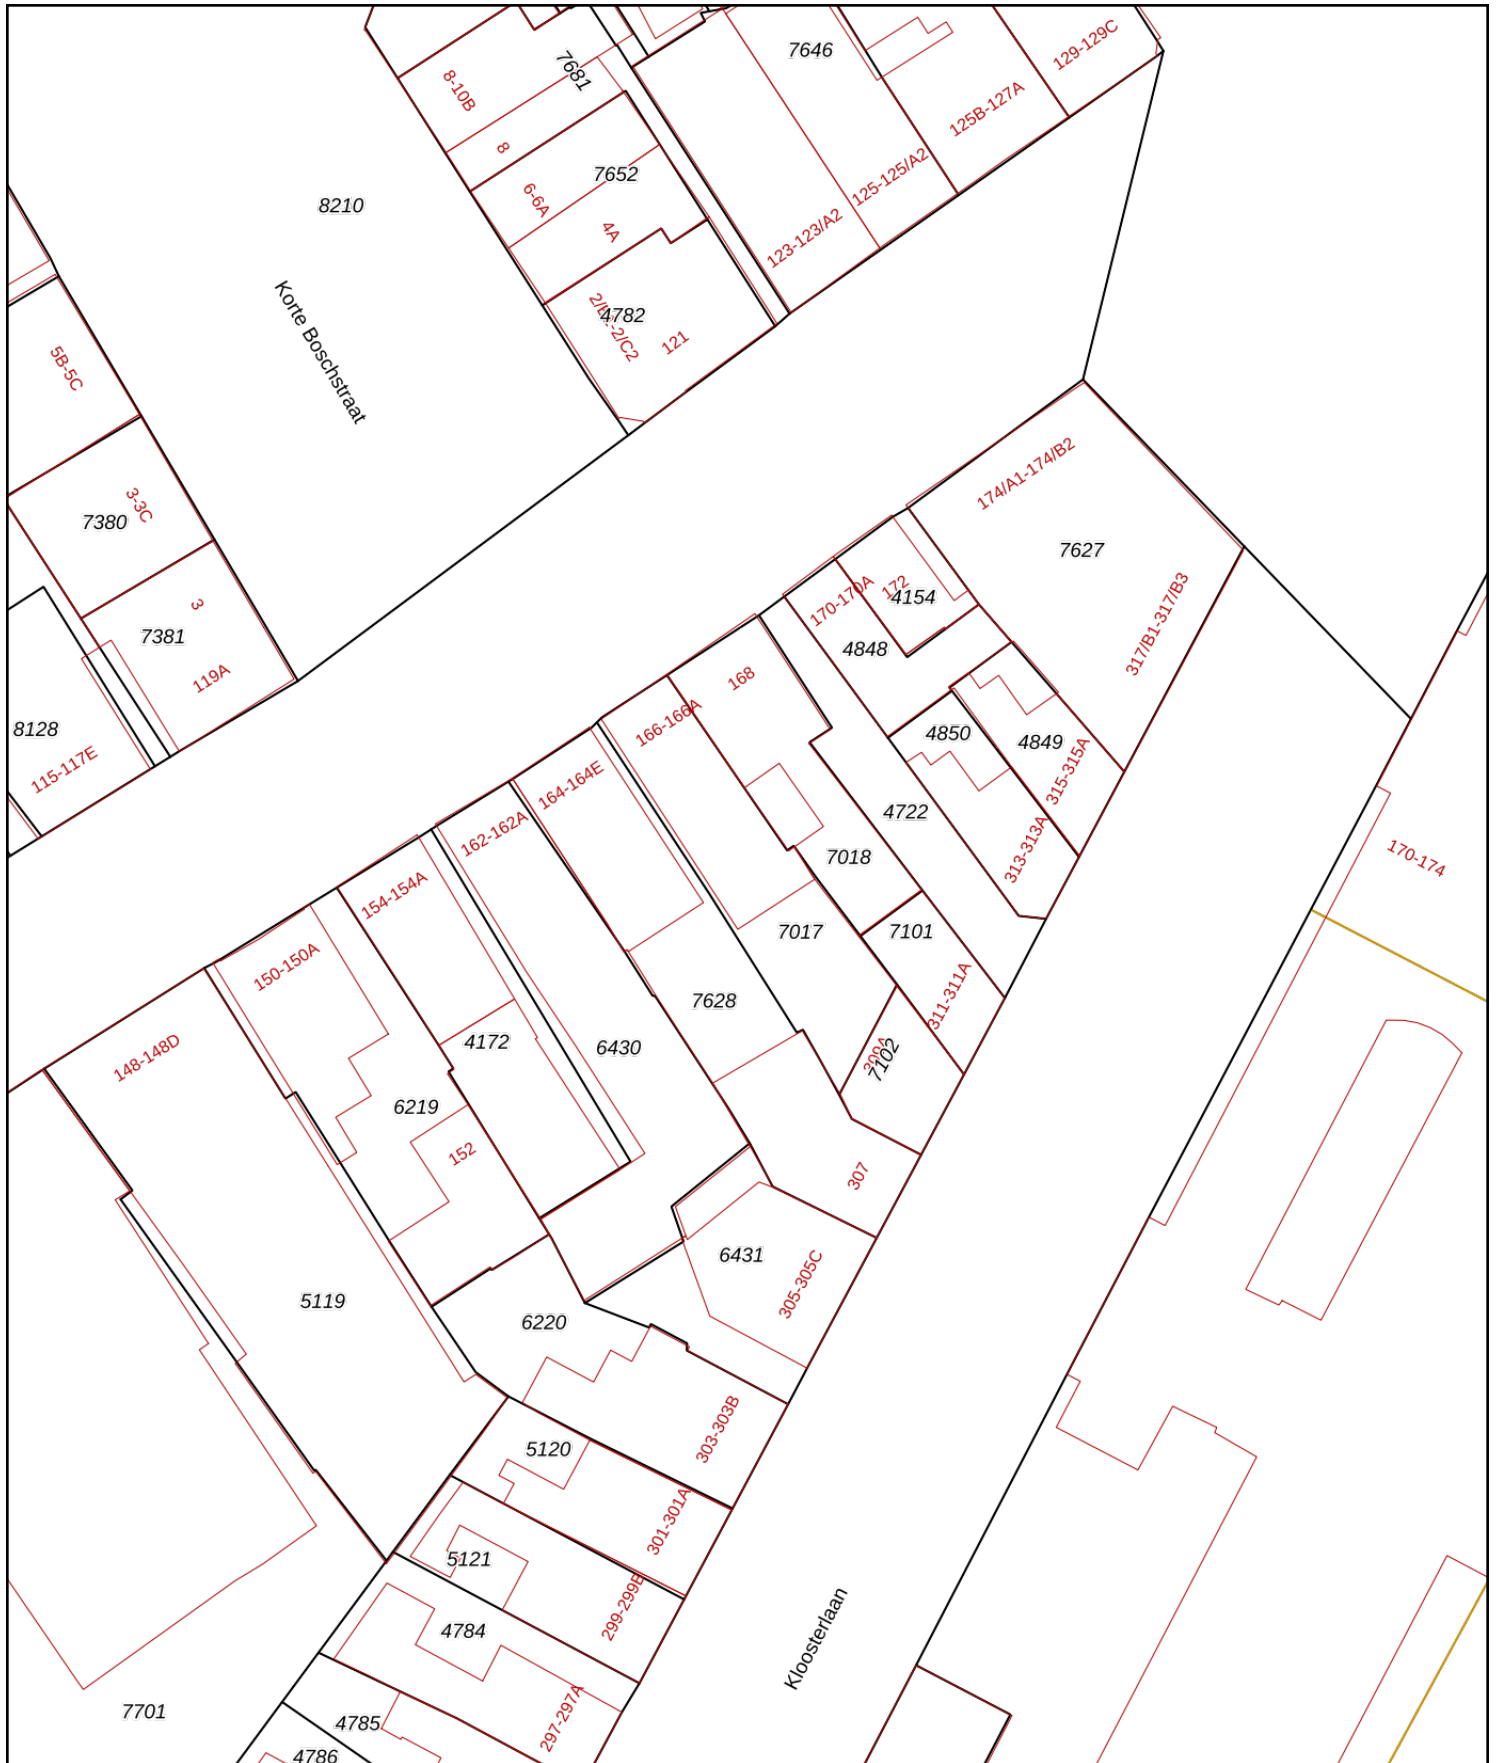 7646
129-129C
7681
8-10B
125B-127A
8
7652
125-125/A2
6-6A
8210
4A
123-123/A2
4782
121
Korte Boschstraat
5B-5C
174/A1-174/B2
3-3C
7380
7627
172
170-170A
4154
3
7381
4848
317/B1-317/B3
119A
168
166-166A
8128
4850
4849
115-117E
315-315A
164-164E
4722
162-162A
313-313A
7018
170-174
154-154A
7017
7101
150-150A
311-311A
7628
4172
6430
148-148D
7102
6219
152
307
6431
305-305C
5119
6220
303-303B
5120
301-301A
5121
299-299B
4784
Kloosterlaan
7701
4785
297-297A
4786